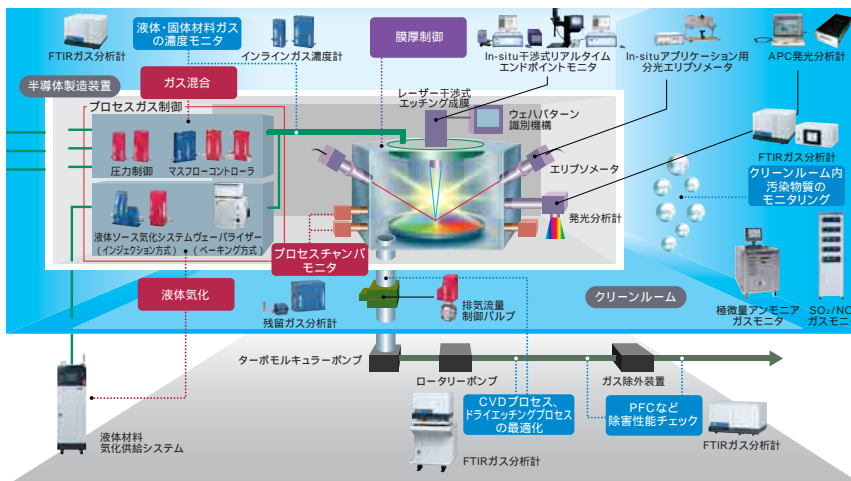 FTIRガス分析計
液体・固体材料ガス
の濃度モニタ
インラインガス濃度計
膜厚制御
In-situ干渉式リアルタイム
エンドポイントモニタ
In-situアプリケーション用
分光エリプソメータ
APC発光分析計
半導体製造装置
ガス混合
プロセスガス制御
圧力制御
マスフローコントローラ
レーザー干渉式
エッチング成膜
ウェハパターン
識別機構
エリプソメータ
発光分析計
FTIRガス分析計
クリーンルーム内
汚染物質の
モニタリング
液体ソース気化システム
(インジェクション方式)
ヴェーパライザー
(ベーキング方式)
プロセスチャンバ
モニタ
液体気化
残留ガス分析計
排気流量
制御バルブ
クリーンルーム
極微量アンモニア
ガスモニタ
SO₂/NO
ガスモニ
ターボモルキュラーポンプ
ロータリーポンプ
ガス除外装置
CVDプロセス、
ドライエッチングプロセス
の最適化
PFCなど
除害性能チェック
液体材料
気化供給システム
FTIRガス分析計
FTIRガス分析計